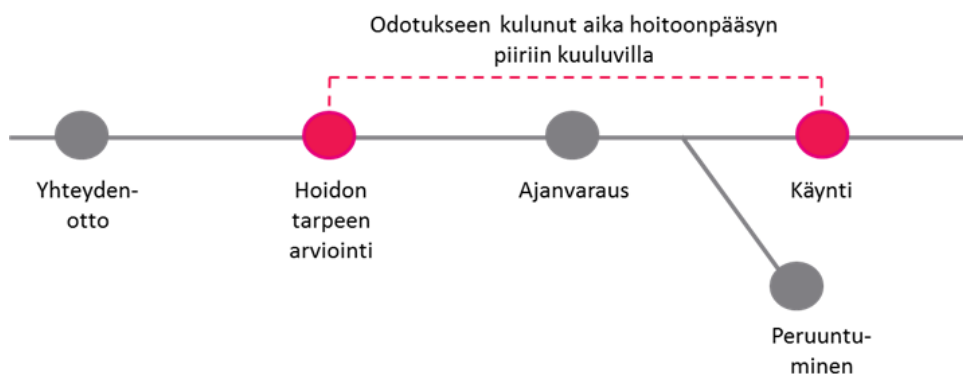 Odotukseen kulunut aika hoitoonpääsyn
piiriin kuuluvilla
Yhteyden-
otto
Hoidon
tarpeen
arviointi
Ajanvaraus
Käynti
Peruuntu-
minen